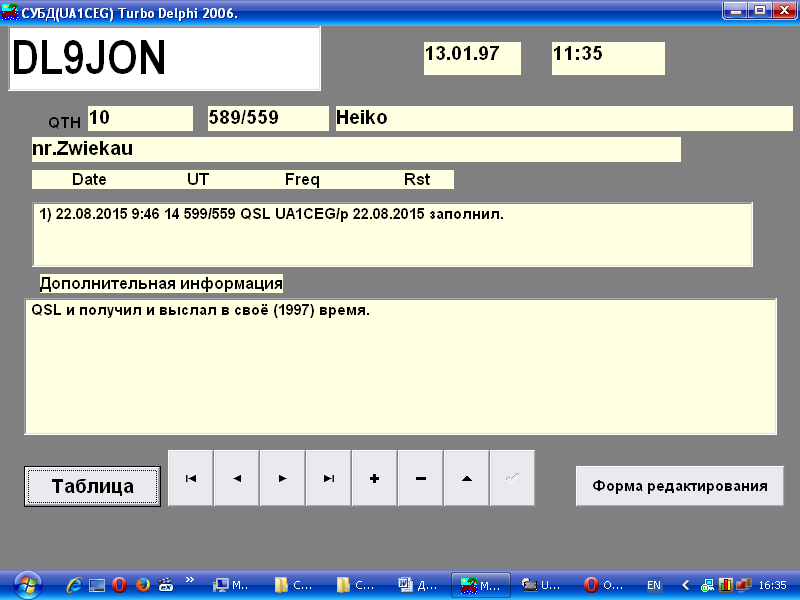 СУБД(UA1CEG) Turbo Delphi 2006.
DL9JON
13.01.97 11:35
QTH 10 589/559 Heiko
nr.Zwiekau
Date UT Freq Rst
1) 22.08.2015 9:46 14 599/559 QSL UA1CEG/p 22.08.2015 заполнил.
Дополнительная информация
QSL и получил и выслал в своё (1997) время.
Таблица
Форма редактирования
M... C... C... Д... M... U... O... EN 16:35